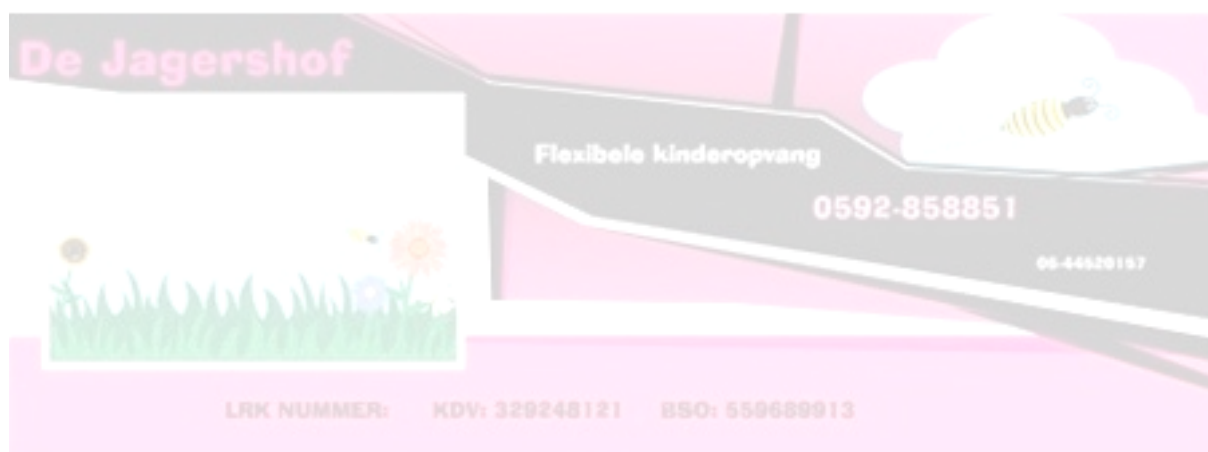 De Jagershof
Flexibele kinderopvang
0592-858851
06-44620157
LRK NUMMER: KDV: 329248121 BSO: 559689913